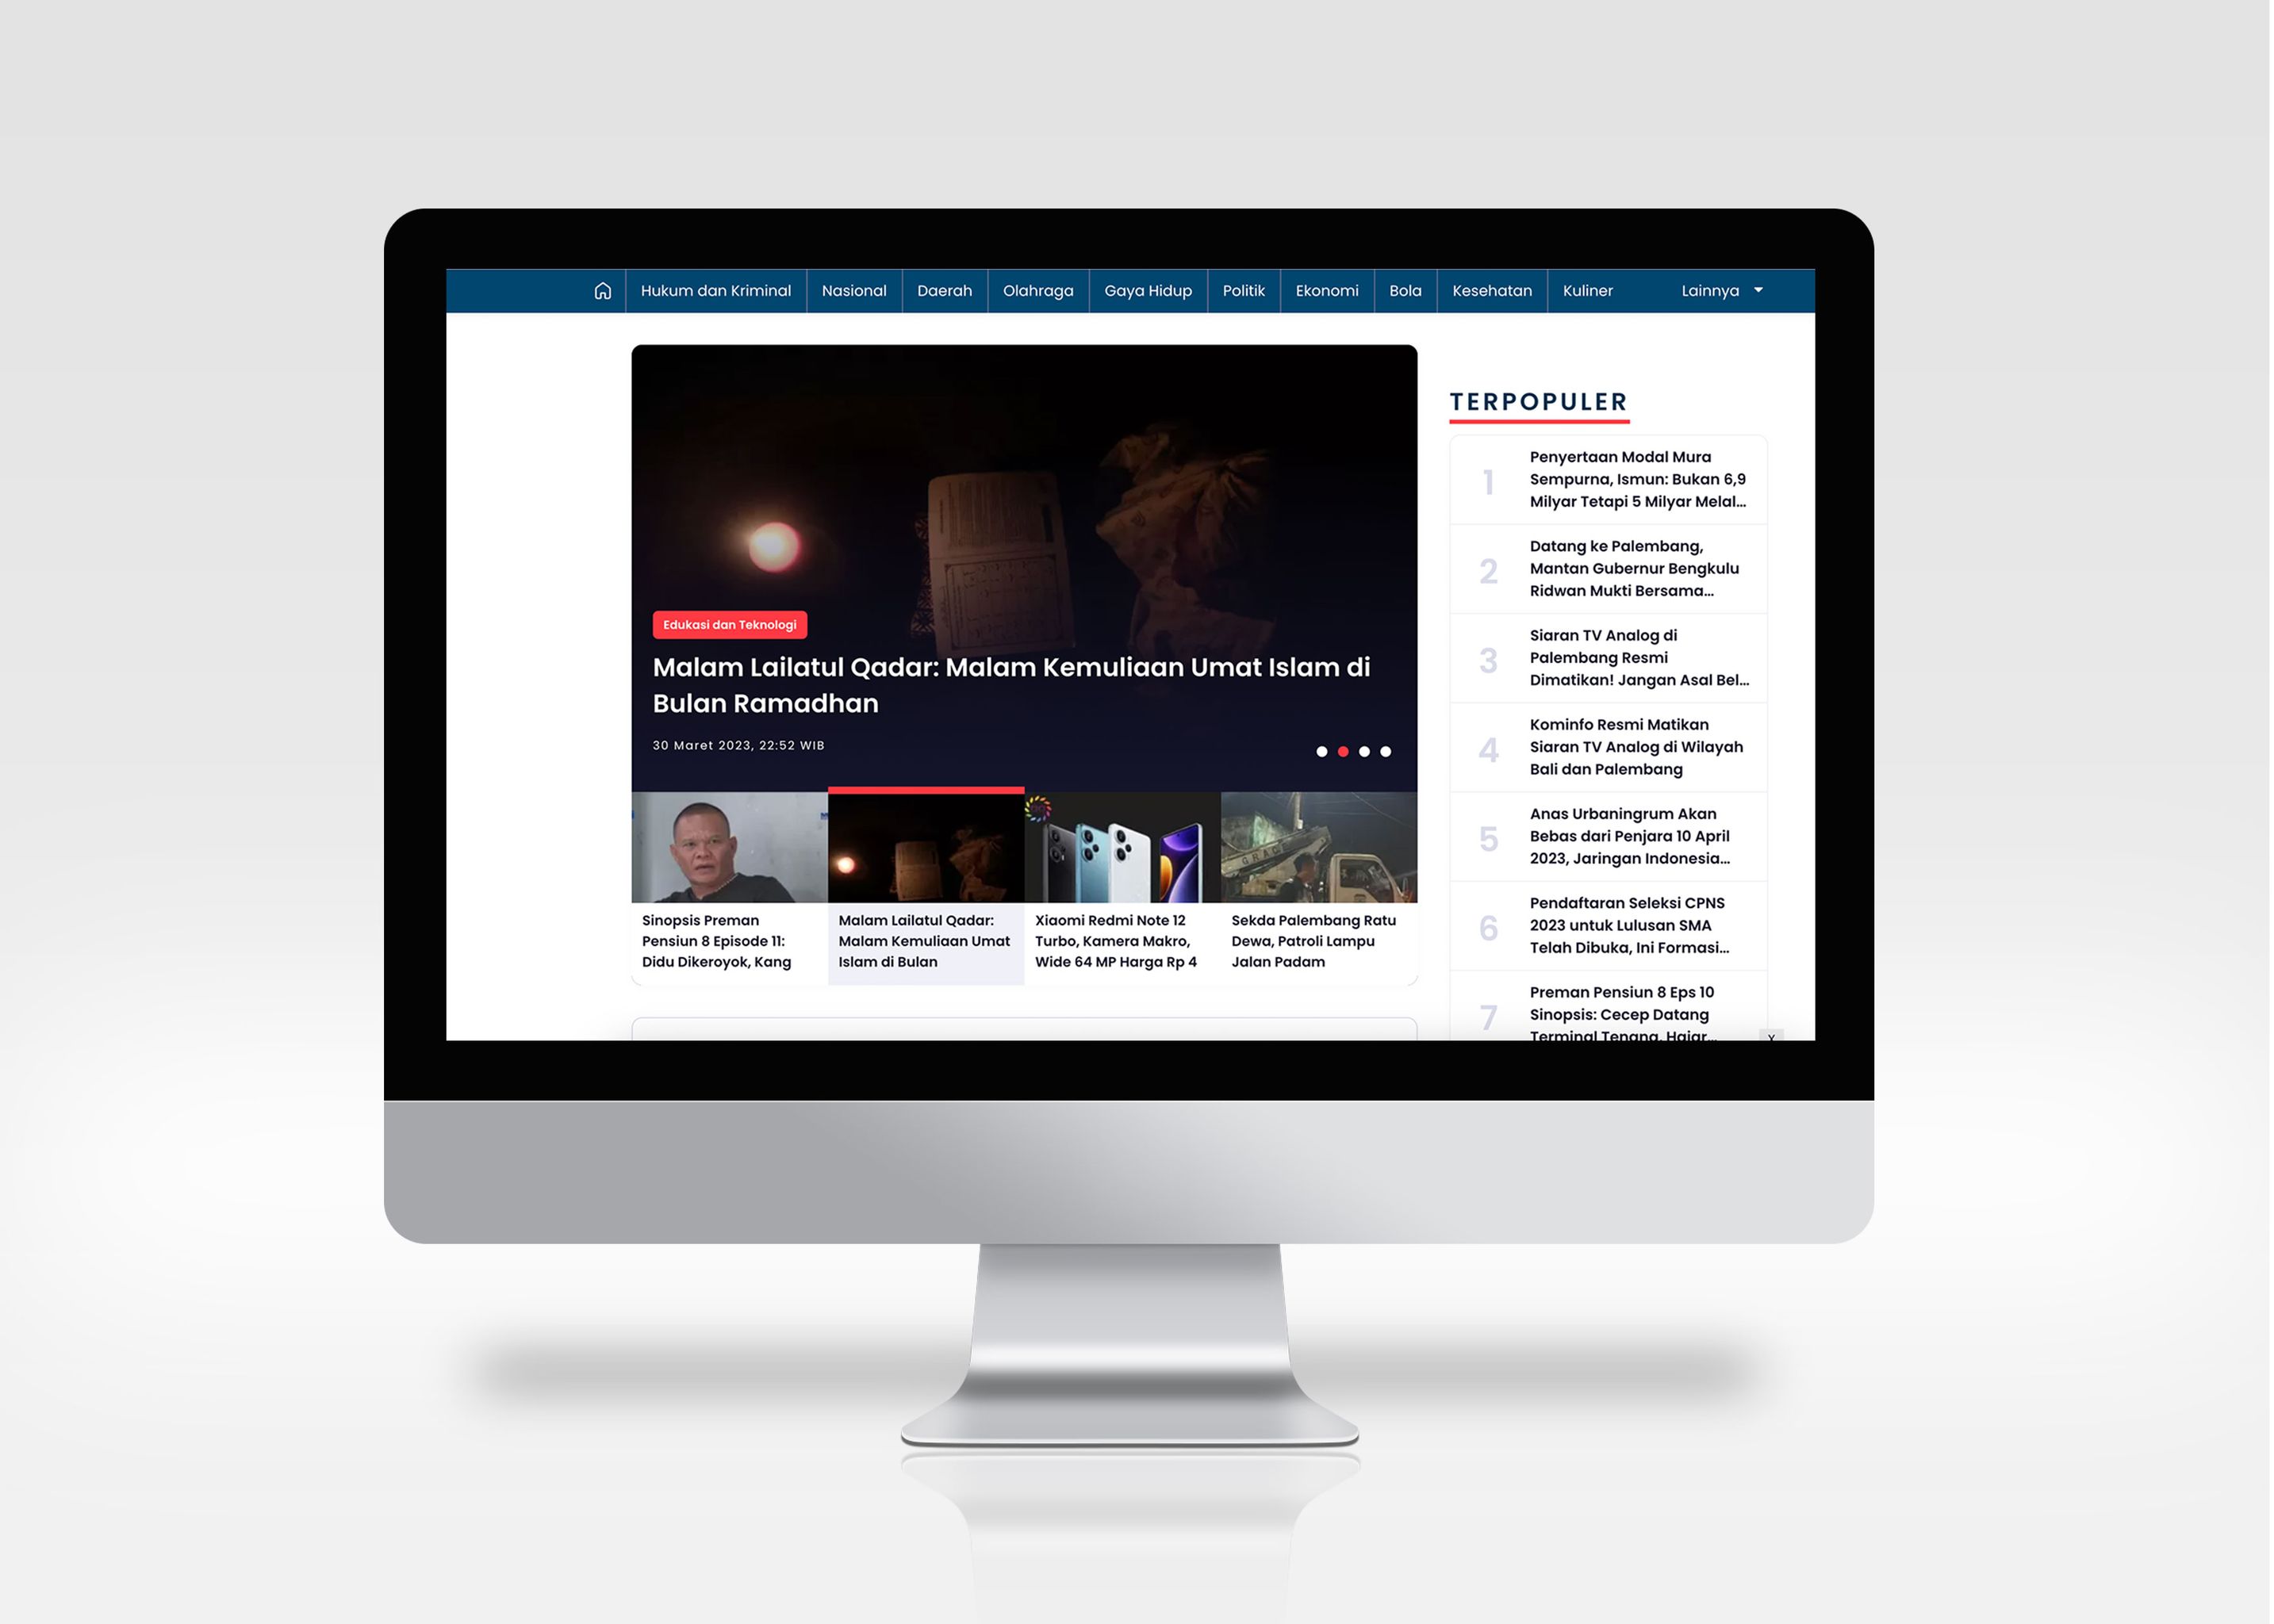 Hukum dan Kriminal
Nasional
Daerah
Olahraga
Gaya Hidup
Politik
Ekonomi
Bola
Kesehatan
Kuliner
Lainnya
Edukasi dan Teknologi
Malam Lailatul Qadar: Malam Kemuliaan Umat Islam di
Bulan Ramadhan
30 Maret 2023, 22:52 WIB
Sinopsis Preman
Pensiun 8 Episode 11:
Didu Dikeroyok, Kang
Malam Lailatul Qadar:
Malam Kemuliaan Umat
Islam di Bulan
Xiaomi Redmi Note 12
Turbo, Kamera Makro,
Wide 64 MP Harga Rp 4
GRACE
Sekda Palembang Ratu
Dewa, Patroli Lampu
Jalan Padam
TERPOPULER
1
Penyertaan Modal Mura
Sempurna, Ismun: Bukan 6,9
Milyar Tetapi 5 Milyar Melal...
2
Datang ke Palembang,
Mantan Gubernur Bengkulu
Ridwan Mukti Bersama...
3
Siaran TV Analog di
Palembang Resmi
Dimatikan! Jangan Asal Bel...
4
Kominfo Resmi Matikan
Siaran TV Analog di Wilayah
Bali dan Palembang
5
Anas Urbaningrum Akan
Bebas dari Penjara 10 April
2023, Jaringan Indonesia...
6
Pendaftaran Seleksi CPNS
2023 untuk Lulusan SMA
Telah Dibuka, Ini Formasi...
7
Preman Pensiun 8 Eps 10
Sinopsis: Cecep Datang
Terminal Tenang, Hajar...
x